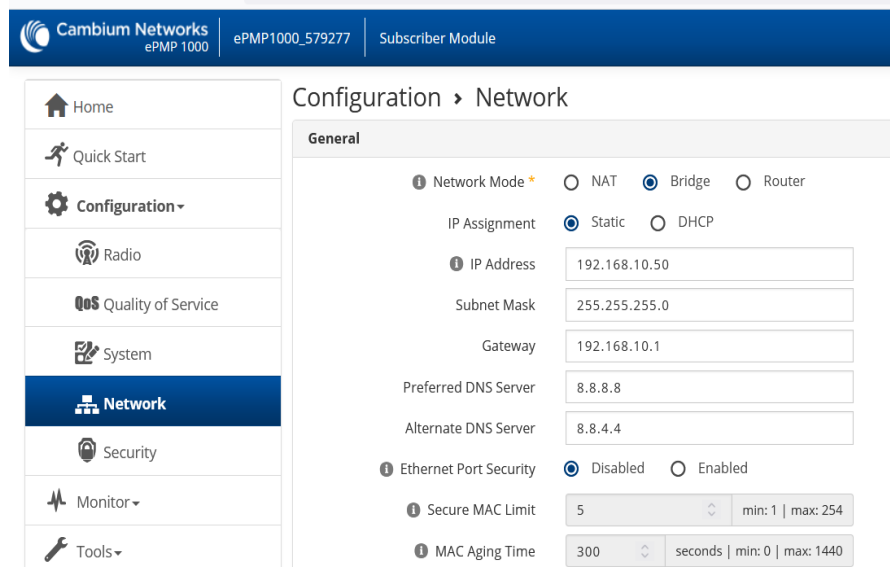 Cambium Networks
ePMP 1000
ePMP1000_579277
Subscriber Module
Home
Quick Start
Configuration
Radio
QoS Quality of Service
System
Network
Security
Monitor
Tools
Configuration › Network
General
Network Mode * NAT Bridge Router
IP Assignment Static DHCP
IP Address 192.168.10.50
Subnet Mask 255.255.255.0
Gateway 192.168.10.1
Preferred DNS Server 8.8.8.8
Alternate DNS Server 8.8.4.4
Ethernet Port Security Disabled Enabled
Secure MAC Limit 5 min: 1 | max: 254
MAC Aging Time 300 seconds | min: 0 | max: 1440